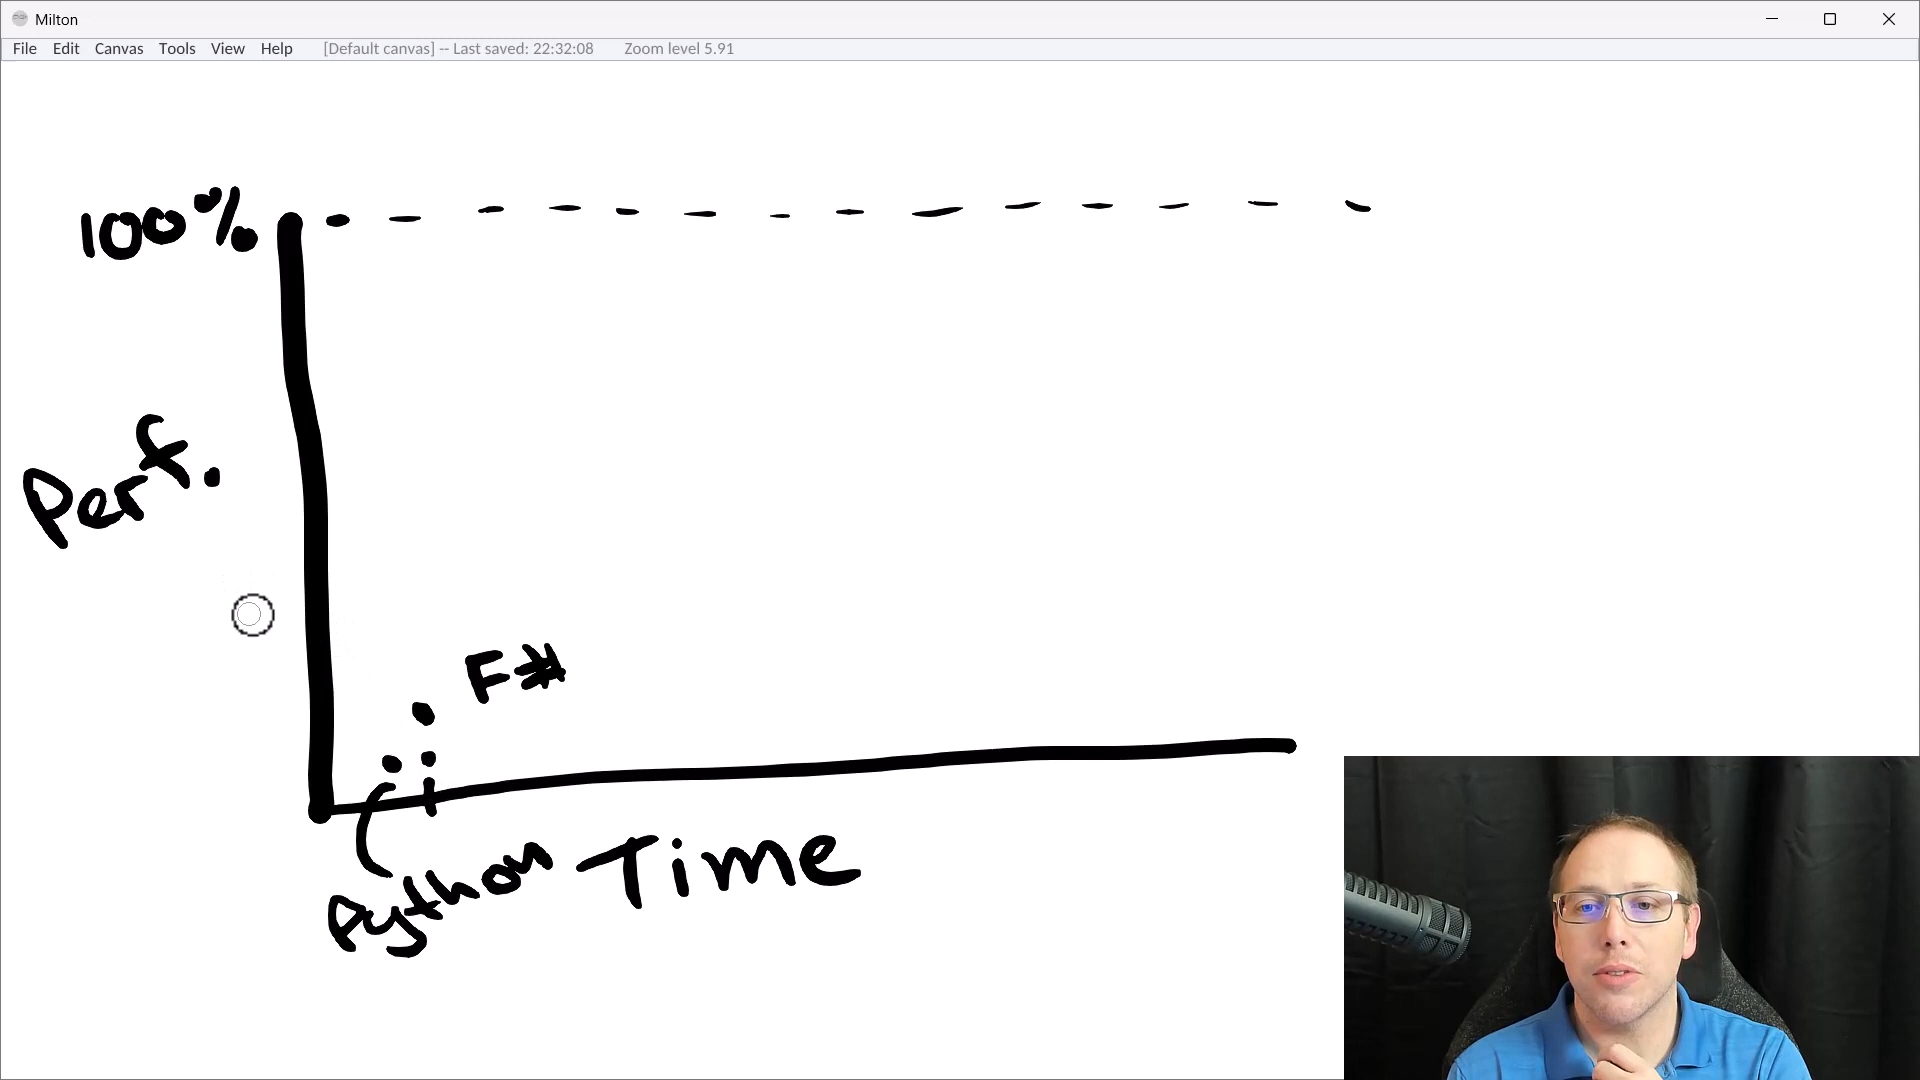 Milton
File Edit Canvas Tools View Help [Default canvas] -- Last saved: 22:32:08 Zoom level 5.91
100%
Perf.
F#
Python Time